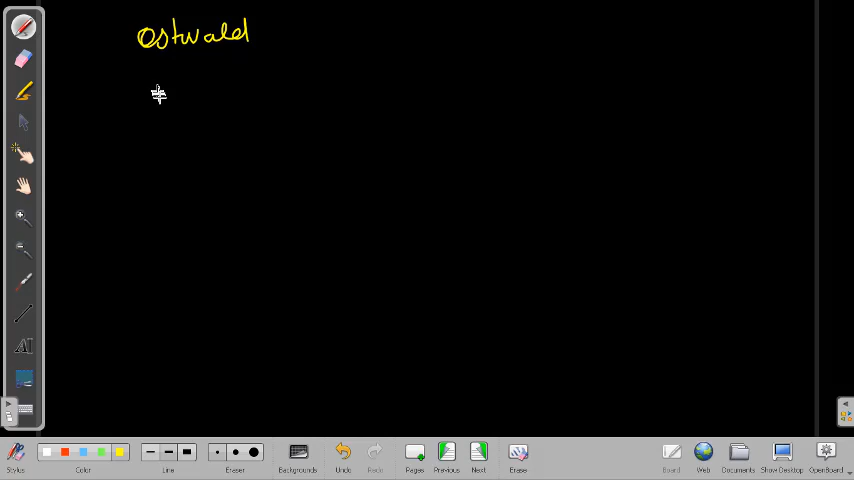 Ostwald
Stylus
Color
Line
Eraser
Backgrounds
Undo
Redo
Pages
Previous
Next
Erase
Board
Web
Documents
Show Desktop
OpenBoard